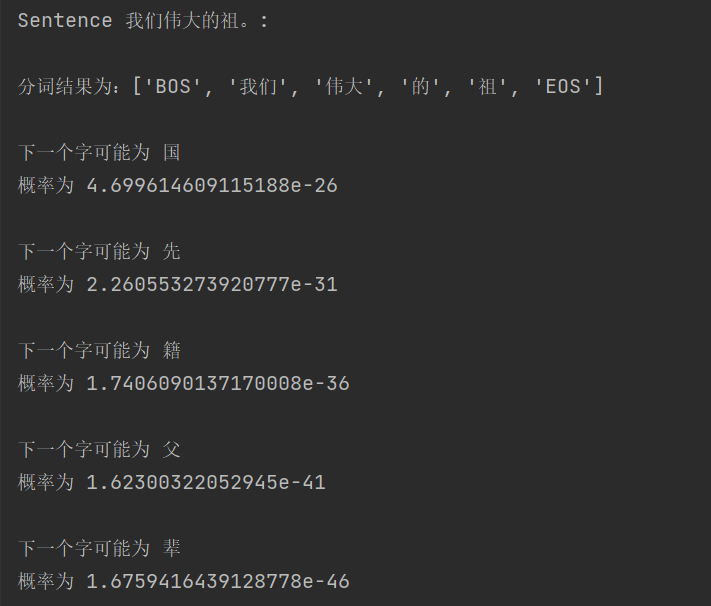 Sentence 我们伟大的祖。:
分词结果为：['BOS', '我们', '伟大', '的', '祖', 'EOS']
下一个字可能为 国
概率为 4.699614609115188e-26
下一个字可能为 先
概率为 2.260553273920777e-31
下一个字可能为 籍
概率为 1.7406090137170008e-36
下一个字可能为 父
概率为 1.62300322052945e-41
下一个字可能为 辈
概率为 1.6759416439128778e-46